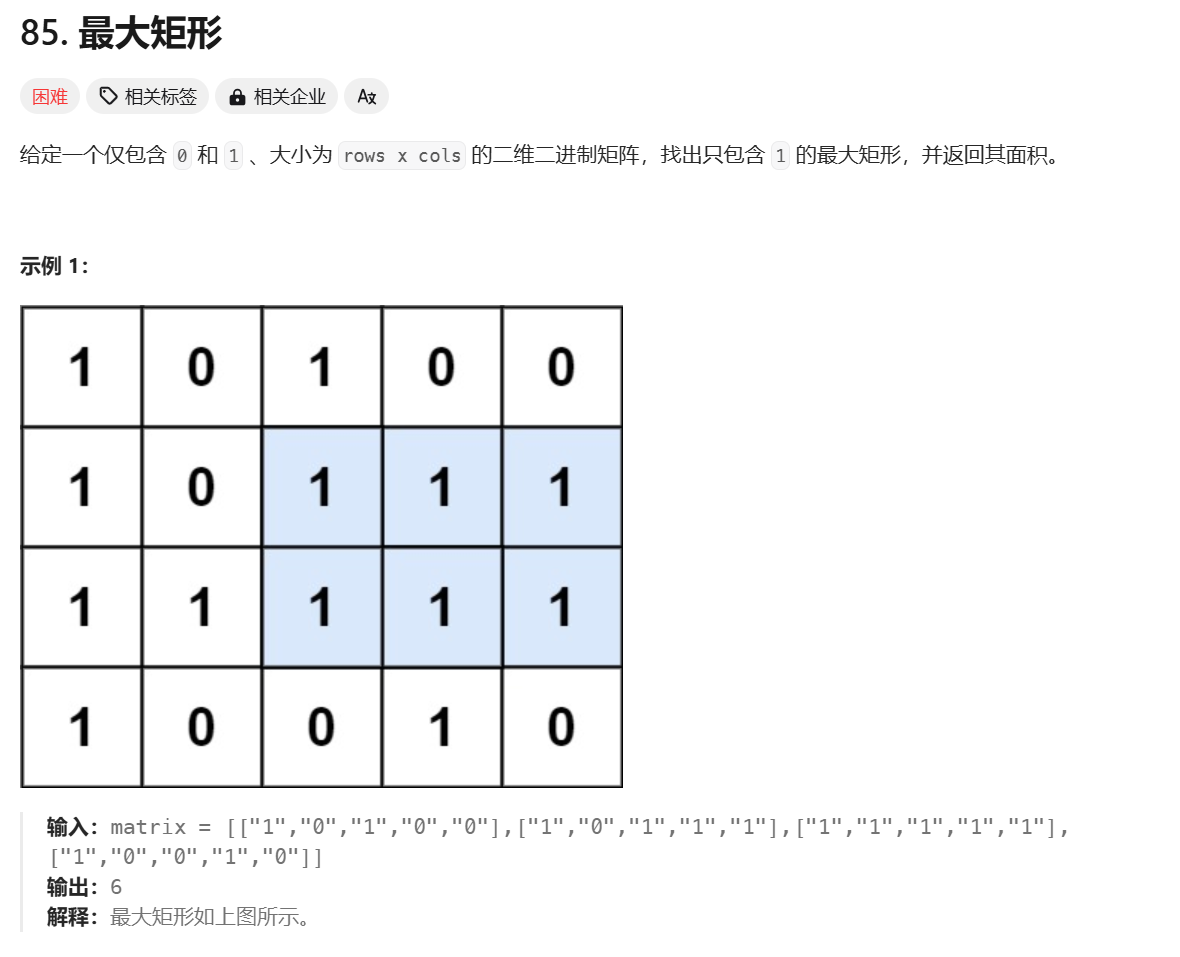 85. 最大矩形
困难 相关标签 相关企业 Aズ
给定一个仅包含 0 和 1 、大小为 rows x cols 的二维二进制矩阵，找出只包含 1 的最大矩形，并返回其面积。
示例 1：
1 0 1 0 0
1 0 1 1 1
1 1 1 1 1
1 0 0 1 0
输入：matrix = [["1","0","1","0","0"],["1","0","1","1","1"],["1","1","1","1","1"],
["1","0","0","1","0"]]
输出：6
解释：最大矩形如上图所示。